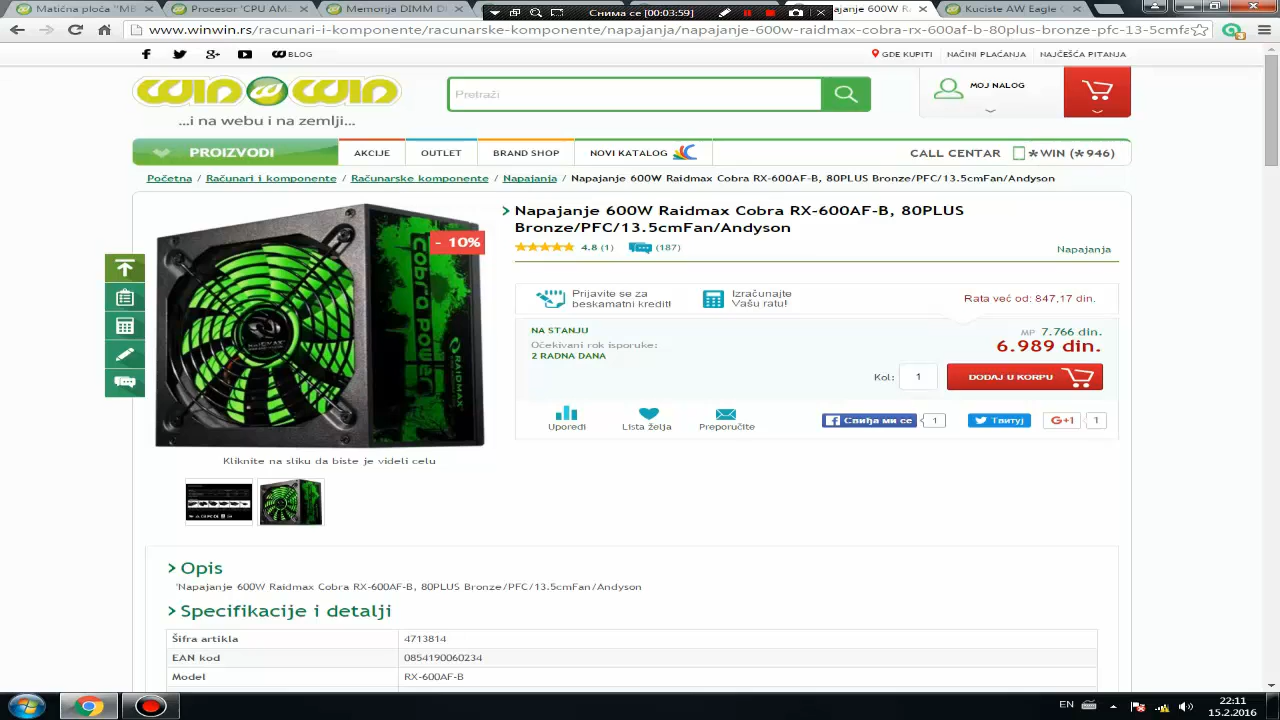 Matična ploča "MB
Procesor 'CPU AM
Memorija DIMM DL
Снима се [00:03:59]
ajanje 600W Ra
Kuciste AW Eagle
www.winwin.rs/racunari-i-komponente/racunarske-komponente/napajanja/napajanje-600w-raidmax-cobra-rx-600af-b-80plus-bronze-pfc-13-5cmfa
BLOG
GDE KUPITI
NAČINI PLAĆANJA
NAJČEŠĆA PITANJA
win win
...i na webu i na zemlji...
Pretraži
MOJ NALOG
PROIZVODI
AKCIJE
OUTLET
BRAND SHOP
NOVI KATALOG
CALL CENTAR *WIN (*946)
Početna / Računari i komponente / Računarske komponente / Napajanja / Napajanje 600W Raidmax Cobra RX-600AF-B, 80PLUS Bronze/PFC/13.5cmFan/Andyson
- 10%
cobra power
RAIDMAX
RAIDMAX
Napajanje 600W Raidmax Cobra RX-600AF-B, 80PLUS
Bronze/PFC/13.5cmFan/Andyson
4.8 (1) (187)
Napajanja
Prijavite se za
beskamatni kredit!
Izračunajte
Vašu ratu!
Rata već od: 847,17 din.
NA STANJU
Očekivani rok isporuke:
2 RADNA DANA
MP 7.766 din.
6.989 din.
Kol: 1
DODAJ U KORPU
Uporedi
Lista želja
Preporučite
Свиђа ми се 1
Твитуј
G+1 1
Kliknite na sliku da biste je videli celu
Opis
'Napajanje 600W Raidmax Cobra RX-600AF-B, 80PLUS Bronze/PFC/13.5cmFan/Andyson
Specifikacije i detalji
Šifra artikla 4713814
EAN kod 0854190060234
Model RX-600AF-B
EN
22:11
15.2.2016